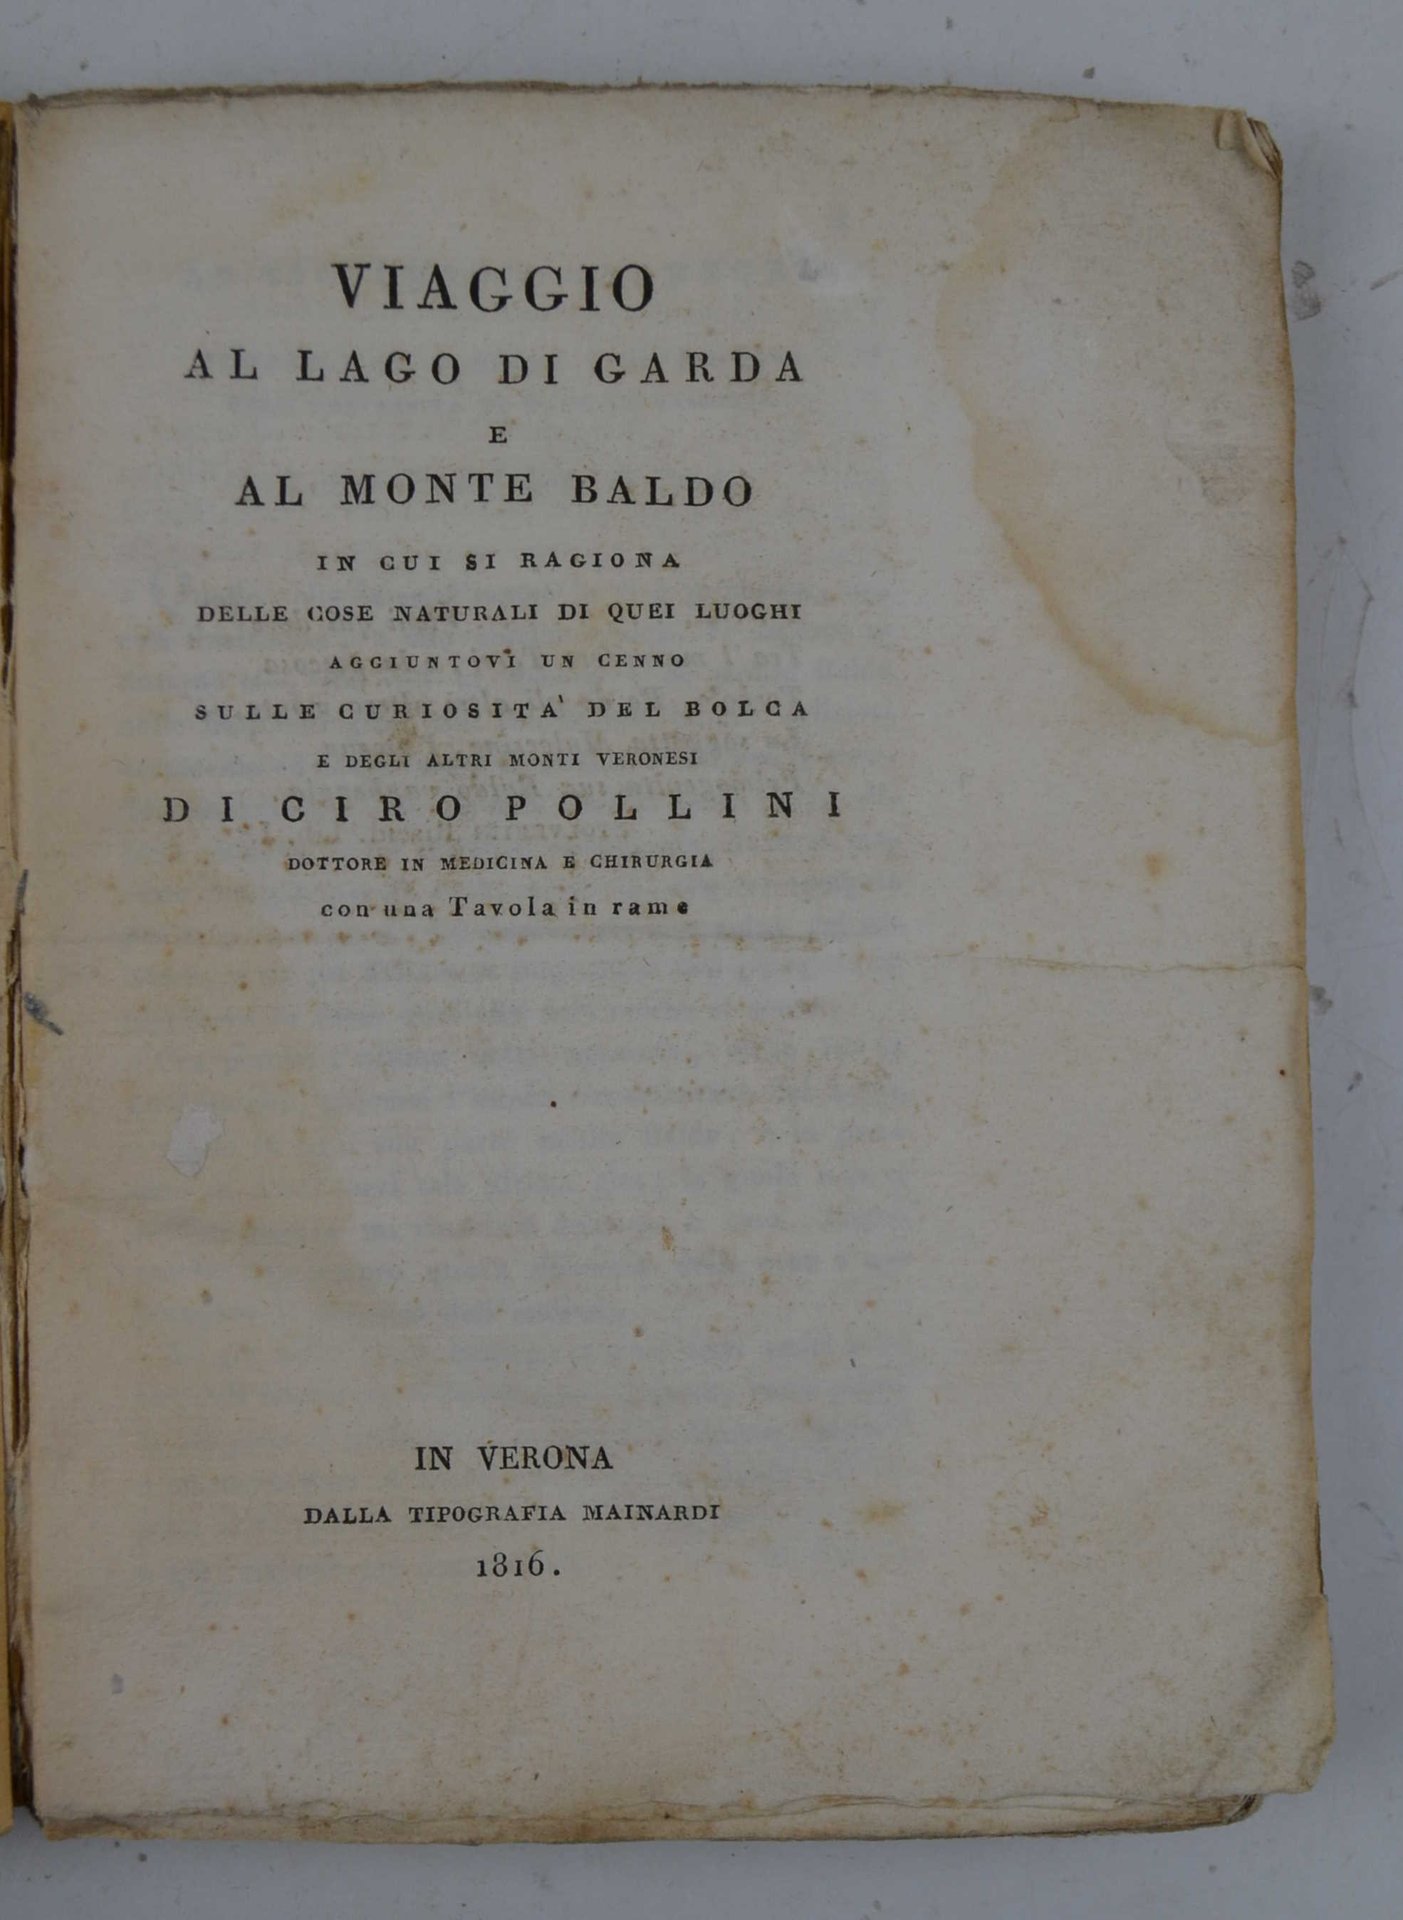 VIAGGIO
AL LAGO DI GARDA
E
AL MONTE BALDO
IN CUI SI RAGIONA
DELLE COSE NATURALI DI QUEI LUOGHI
AGGIUNTOVI UN CENNO
SULLE CURIOSITA' DEL BOLCA
E DEGLI ALTRI MONTI VERONESI
DI CIRO POLLINI
DOTTORE IN MEDICINA E CHIRURGIA
con una Tavola in rame
IN VERONA
DALLA TIPOGRAFIA MAINARDI
1816.